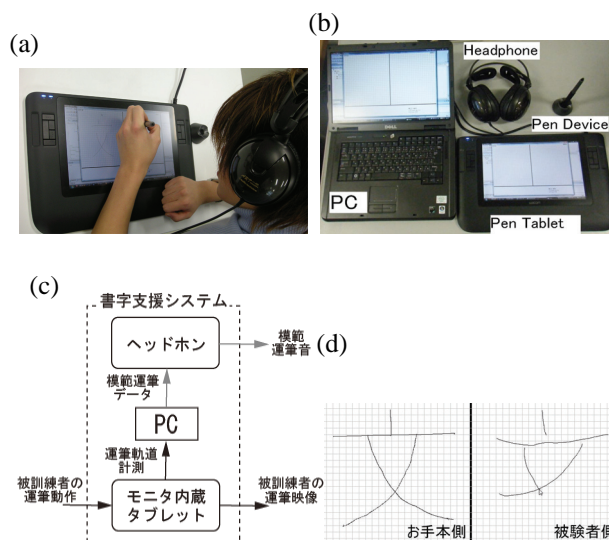 (a)
(b)
Headphone
Pen Device
PC
Pen Tablet
DELL
(c)
書字支援システム
ヘッドホン
模範
運筆音
模範運筆
データ
PC
運筆軌道
計測
被訓練者の
運筆動作
モニタ内蔵
タブレット
被訓練者の
運筆映像
(d)
お手本側
被験者側